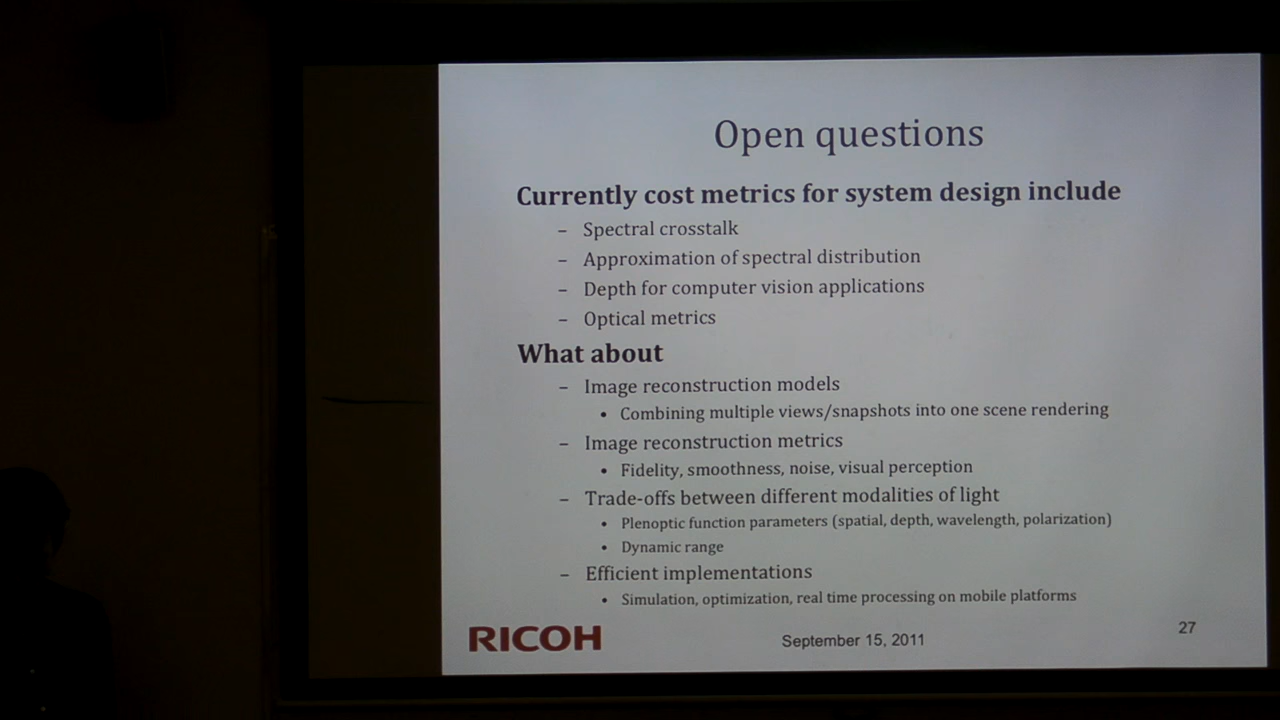 Open questions
Currently cost metrics for system design include
– Spectral crosstalk
– Approximation of spectral distribution
– Depth for computer vision applications
– Optical metrics
What about
– Image reconstruction models
• Combining multiple views/snapshots into one scene rendering
– Image reconstruction metrics
• Fidelity, smoothness, noise, visual perception
– Trade-offs between different modalities of light
• Plenoptic function parameters (spatial, depth, wavelength, polarization)
• Dynamic range
– Efficient implementations
• Simulation, optimization, real time processing on mobile platforms
RICOH
September 15, 2011
27